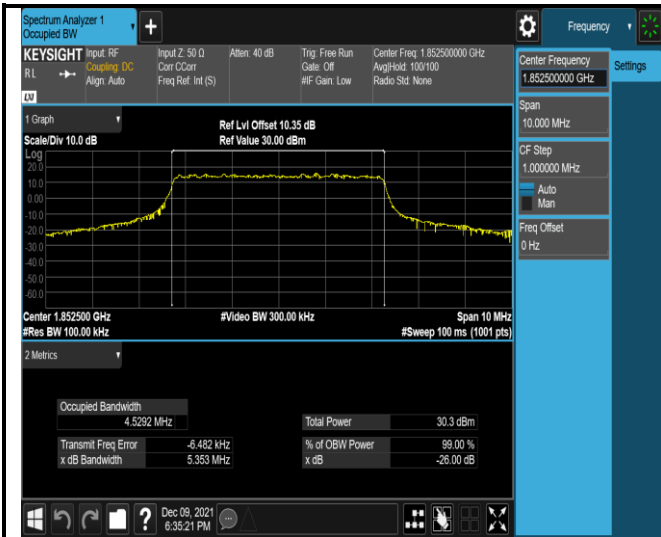 Spectrum Analyzer 1
Occupied BW
+
Frequency
KEYSIGHT
R L
LXI
Input: RF
Coupling: DC
Align: Auto
Input Z: 50 Ω
Corr CCorr
Freq Ref: Int (S)
Atten: 40 dB
Trig: Free Run
Gate: Off
#IF Gain: Low
Center Freq: 1.852500000 GHz
Avg|Hold: 100/100
Radio Std: None
Center Frequency
1.852500000 GHz
Settings
Span
10.000 MHz
CF Step
1.000000 MHz
Auto
Man
Freq Offset
0 Hz
1 Graph
Scale/Div 10.0 dB
Ref Lvl Offset 10.35 dB
Ref Value 30.00 dBm
Log
20.0
10.0
0.00
-10.0
-20.0
-30.0
-40.0
-50.0
-60.0
Center 1.852500 GHz
#Res BW 100.00 kHz
#Video BW 300.00 kHz
Span 10 MHz
#Sweep 100 ms (1001 pts)
2 Metrics
Occupied Bandwidth
4.5292 MHz
Total Power 30.3 dBm
Transmit Freq Error -6.482 kHz
% of OBW Power 99.00 %
x dB Bandwidth 5.353 MHz
x dB -26.00 dB
?
Dec 09, 2021
6:35:21 PM